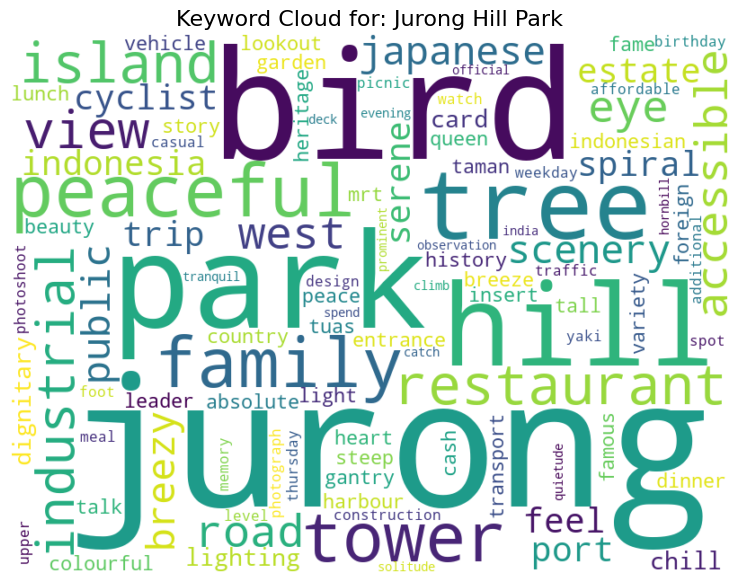 Keyword Cloud for: Jurong Hill Park
vehicle
lookout
japanese
official
fame
birthday
island
bird
garden
estate
lunch
cyclist
picnic
affordable
view
story
casual
heritage
deck
evening
watch
card
queen
eye
indonesian
accessible
indonesia
peaceful
mrt
serene
taman
weekday
spiral
hornbill
beauty
trip
west
tree
prominent
observation
india
foreign
additional
photoshoot
industrial
public
park
tranquil
history
scenery
design
peace
climb
breeze
traffic
variety
spend
tuas
insert
tall
hill
country
entrance
yaki
spot
dignitary
family
catch
foot
leader
absolute
light
restaurant
meal
breezy
jurong
heart
steep
gantry
cash
transport
quietude
famous
dinner
memory
photograph
thursday
talk
harbour
level
construction
road
tower
feel
port
upper
colourful
lighting
solitude
chill